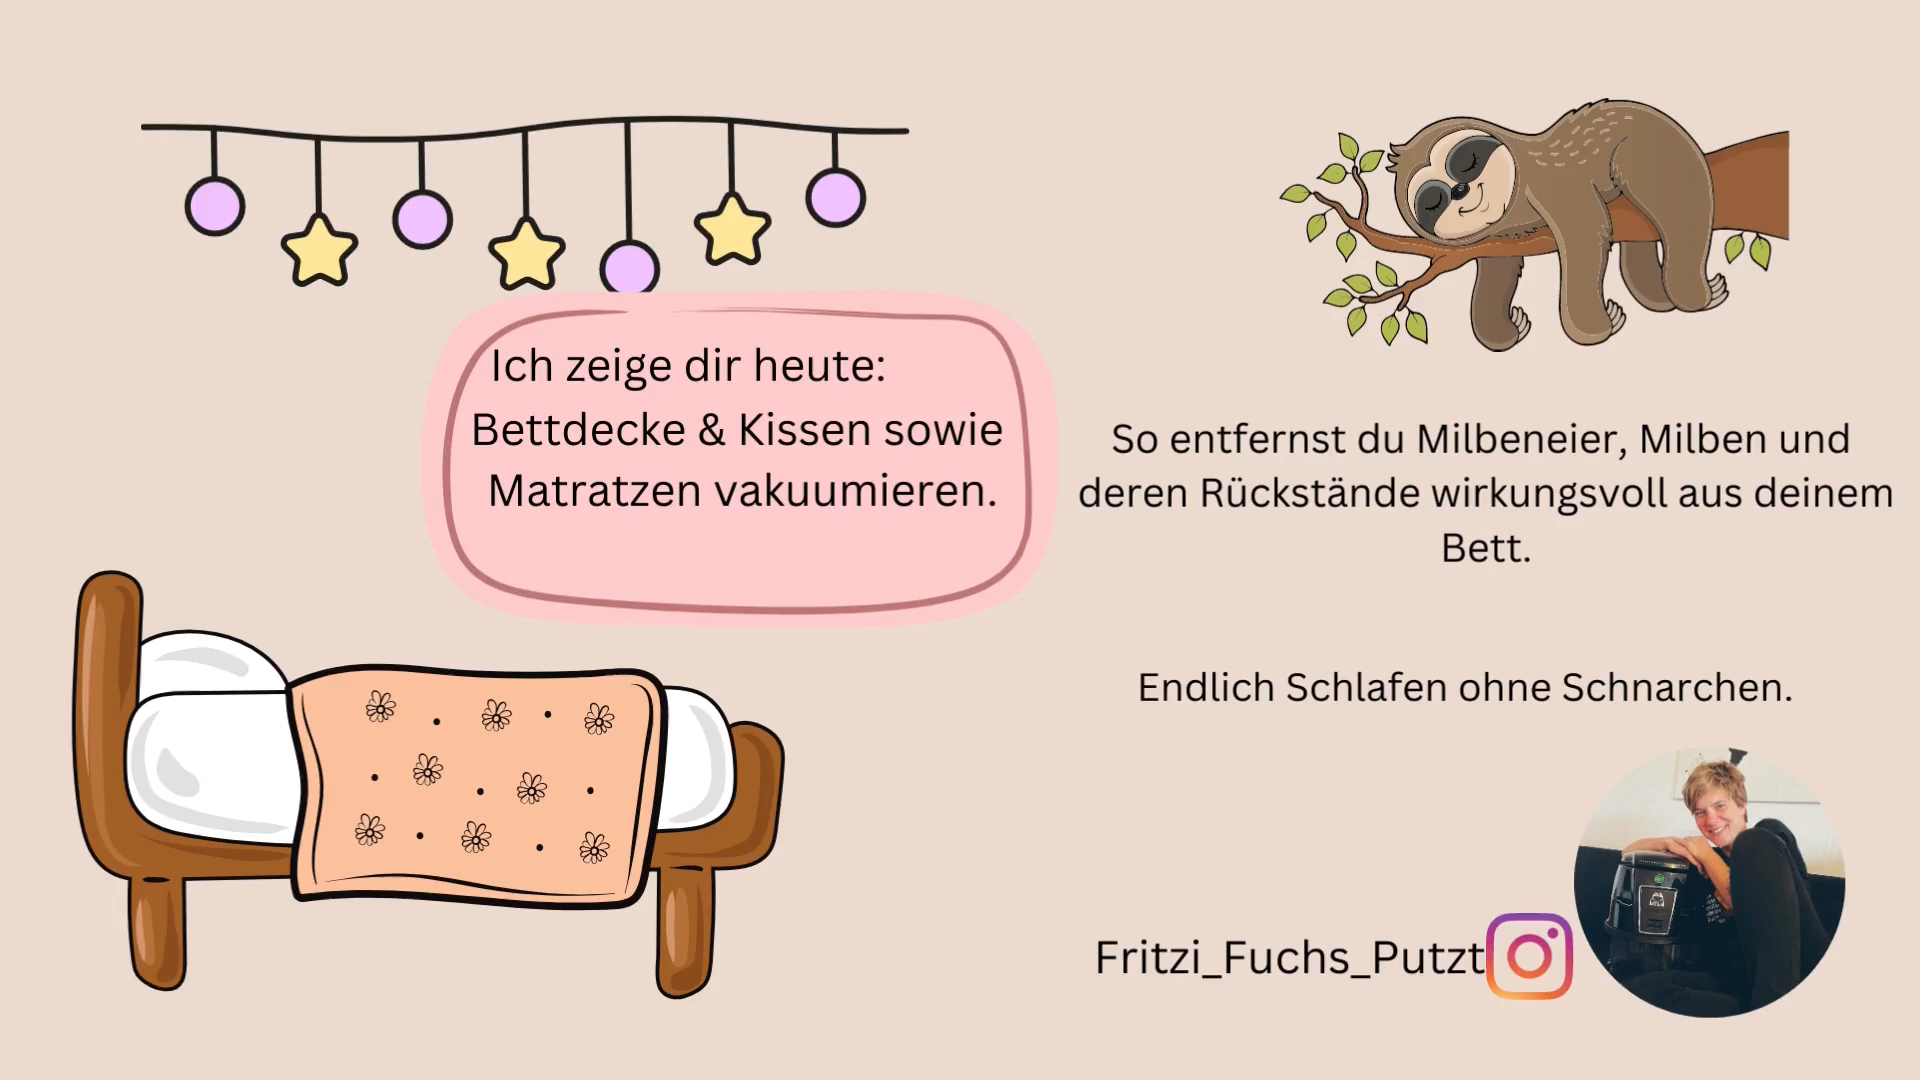 Ich zeige dir heute:
Bettdecke & Kissen sowie
Matratzen vakuumieren.
So entfernst du Milbeneier, Milben und
deren Rückstände wirkungsvoll aus deinem
Bett.
Endlich Schlafen ohne Schnarchen.
Fritzi_Fuchs_Putzt